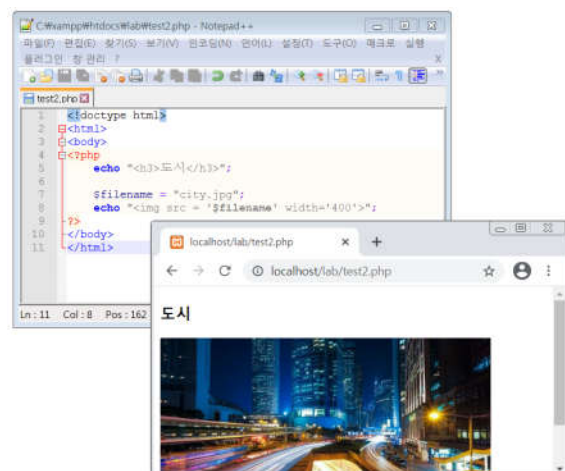 C:₩xampp₩htdocs₩lab₩test2.php - Notepad++
파일(F) 편집(E) 찾기(S) 보기(V) 인코딩(N) 언어(L) 설정(T) 도구(O) 매크로 실행
플러그인 창 관리 ? X
test2.php
1 <!doctype html>
2 <html>
3 <body>
4 <?php
5 echo "<h3>도시</h3>";
6
7 $filename = "city.jpg";
8 echo "<img src = '$filename' width='400'>";
9 ?>
10 </body>
11 </html>
Ln : 11 Col : 8 Pos : 162
localhost/lab/test2.php
localhost/lab/test2.php
도시